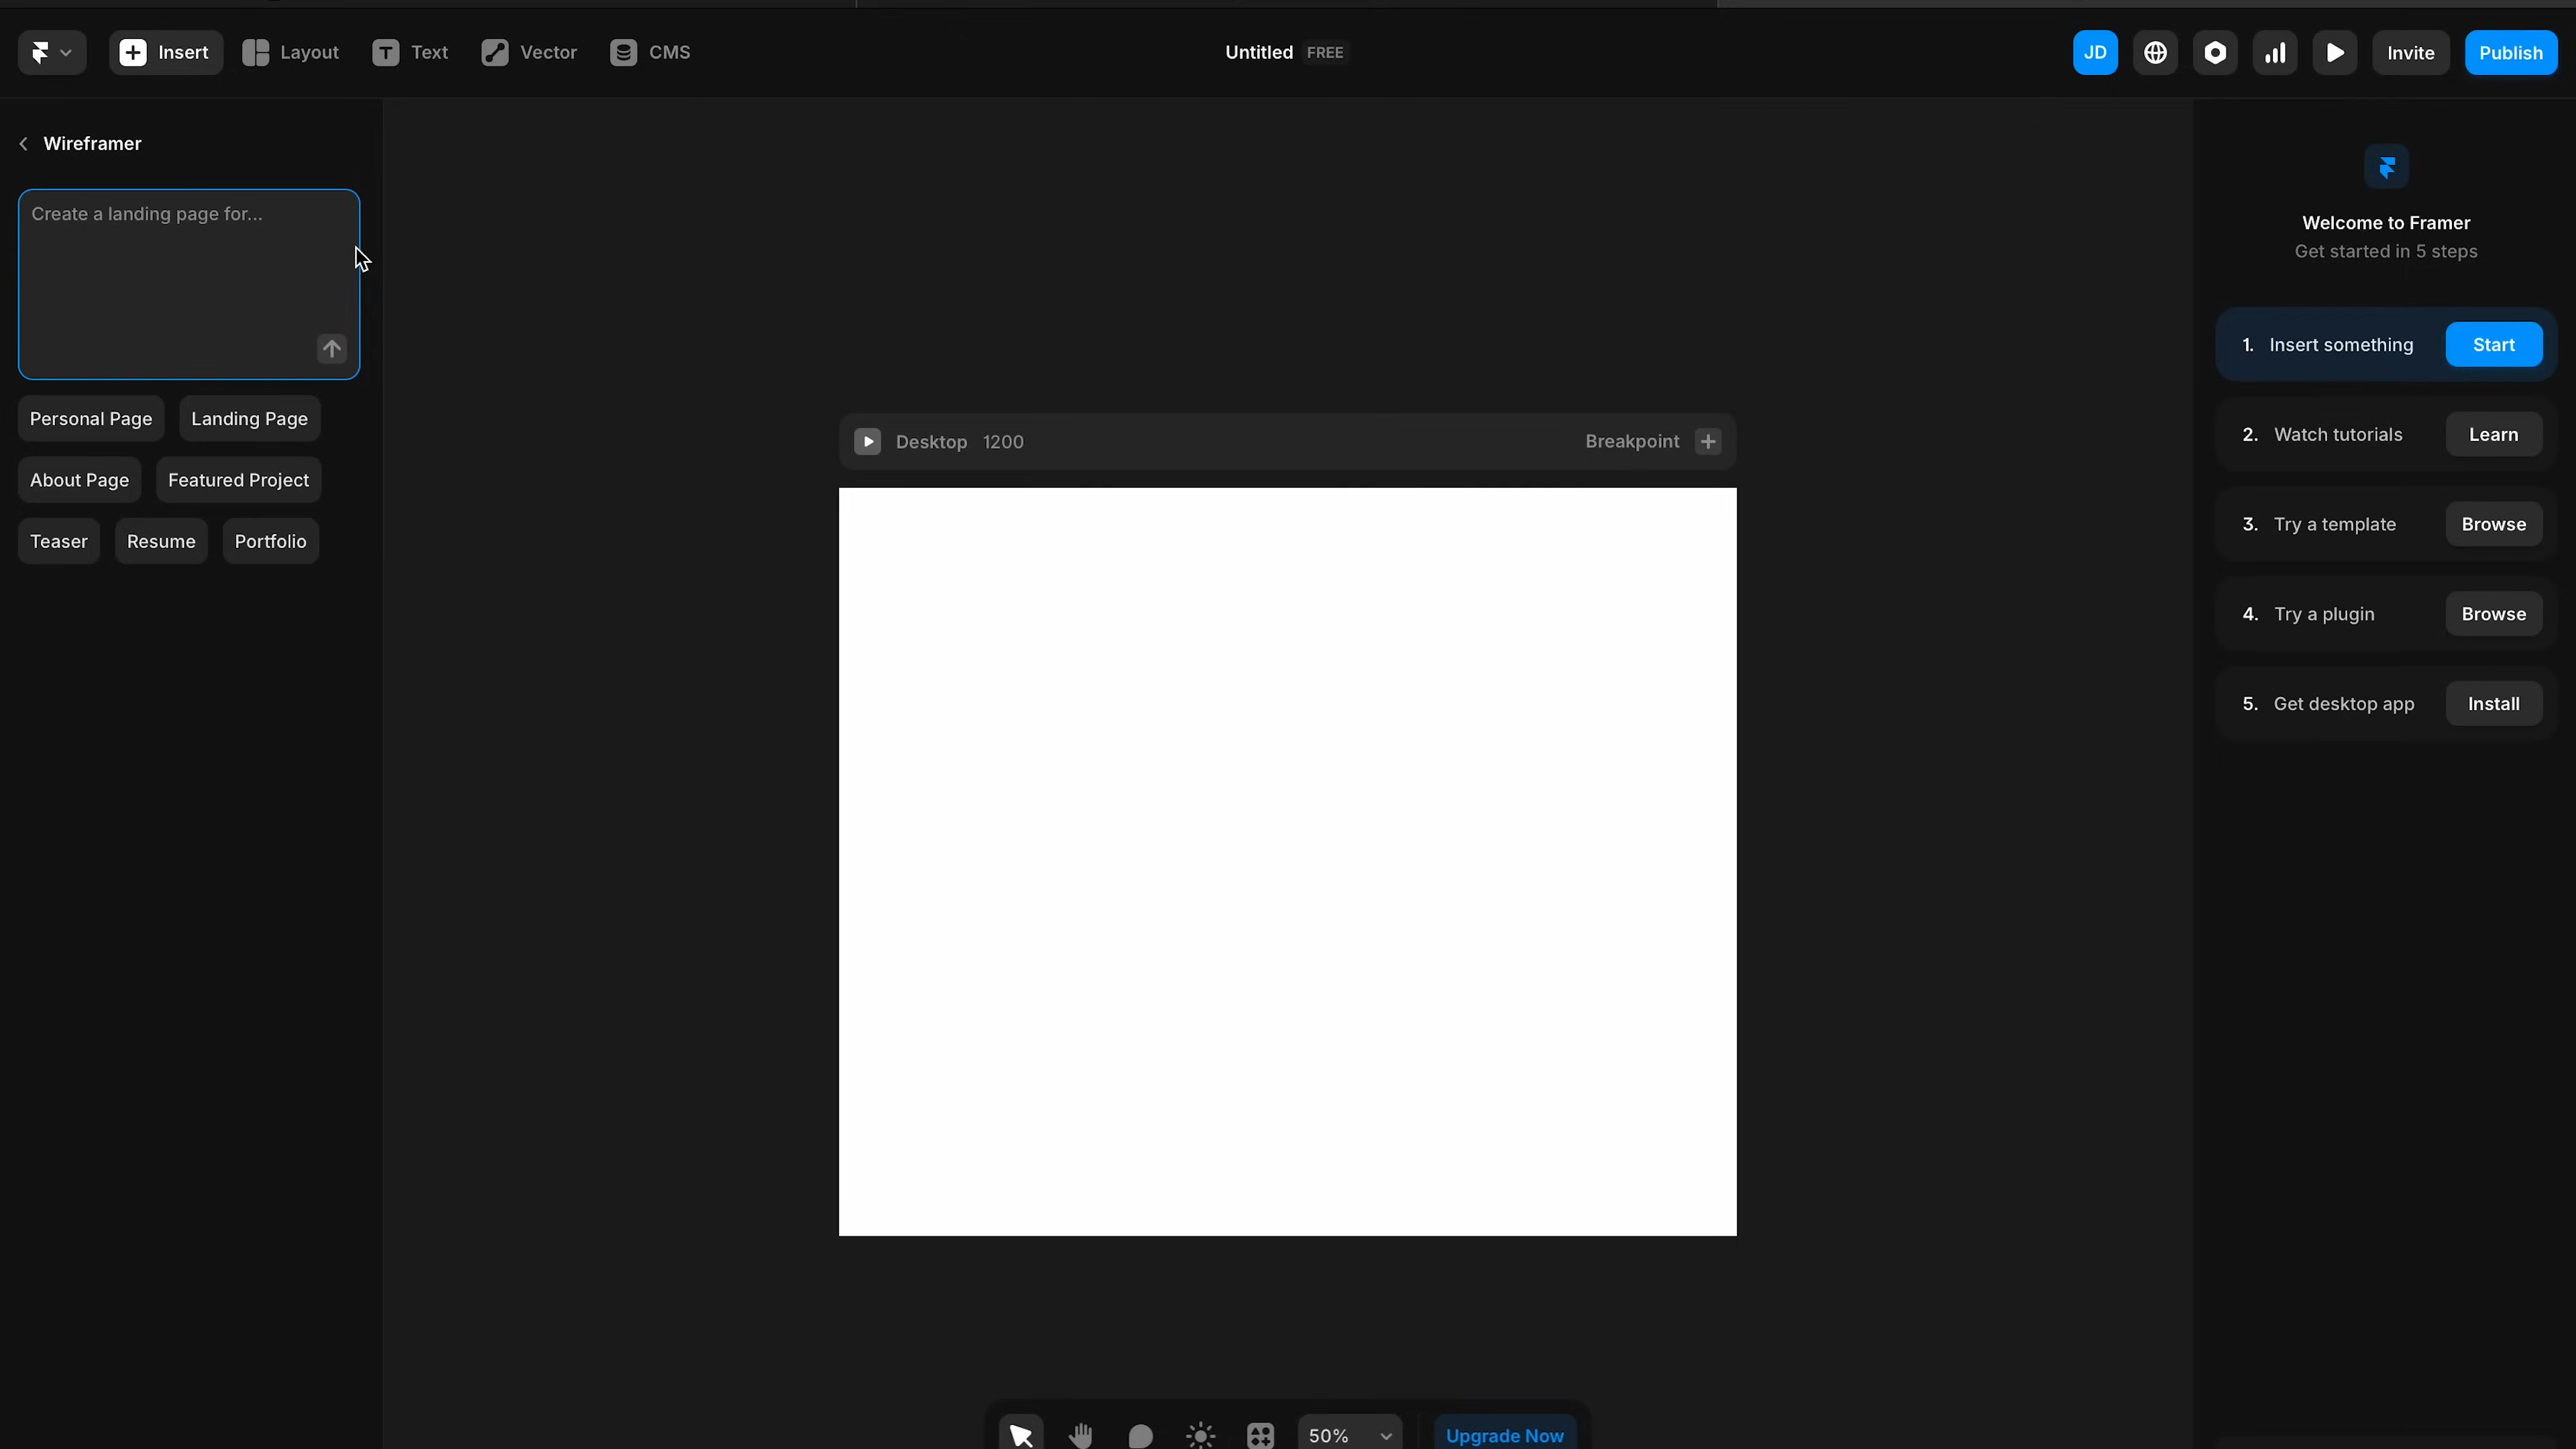 Insert Layout Text Vector CMS Untitled FREE JD Invite Publish
Wireframer
Create a landing page for...
Personal Page Landing Page
About Page Featured Project
Teaser Resume Portfolio
Desktop 1200 Breakpoint
Welcome to Framer
Get started in 5 steps
1. Insert something Start
2. Watch tutorials Learn
3. Try a template Browse
4. Try a plugin Browse
5. Get desktop app Install
50% Upgrade Now